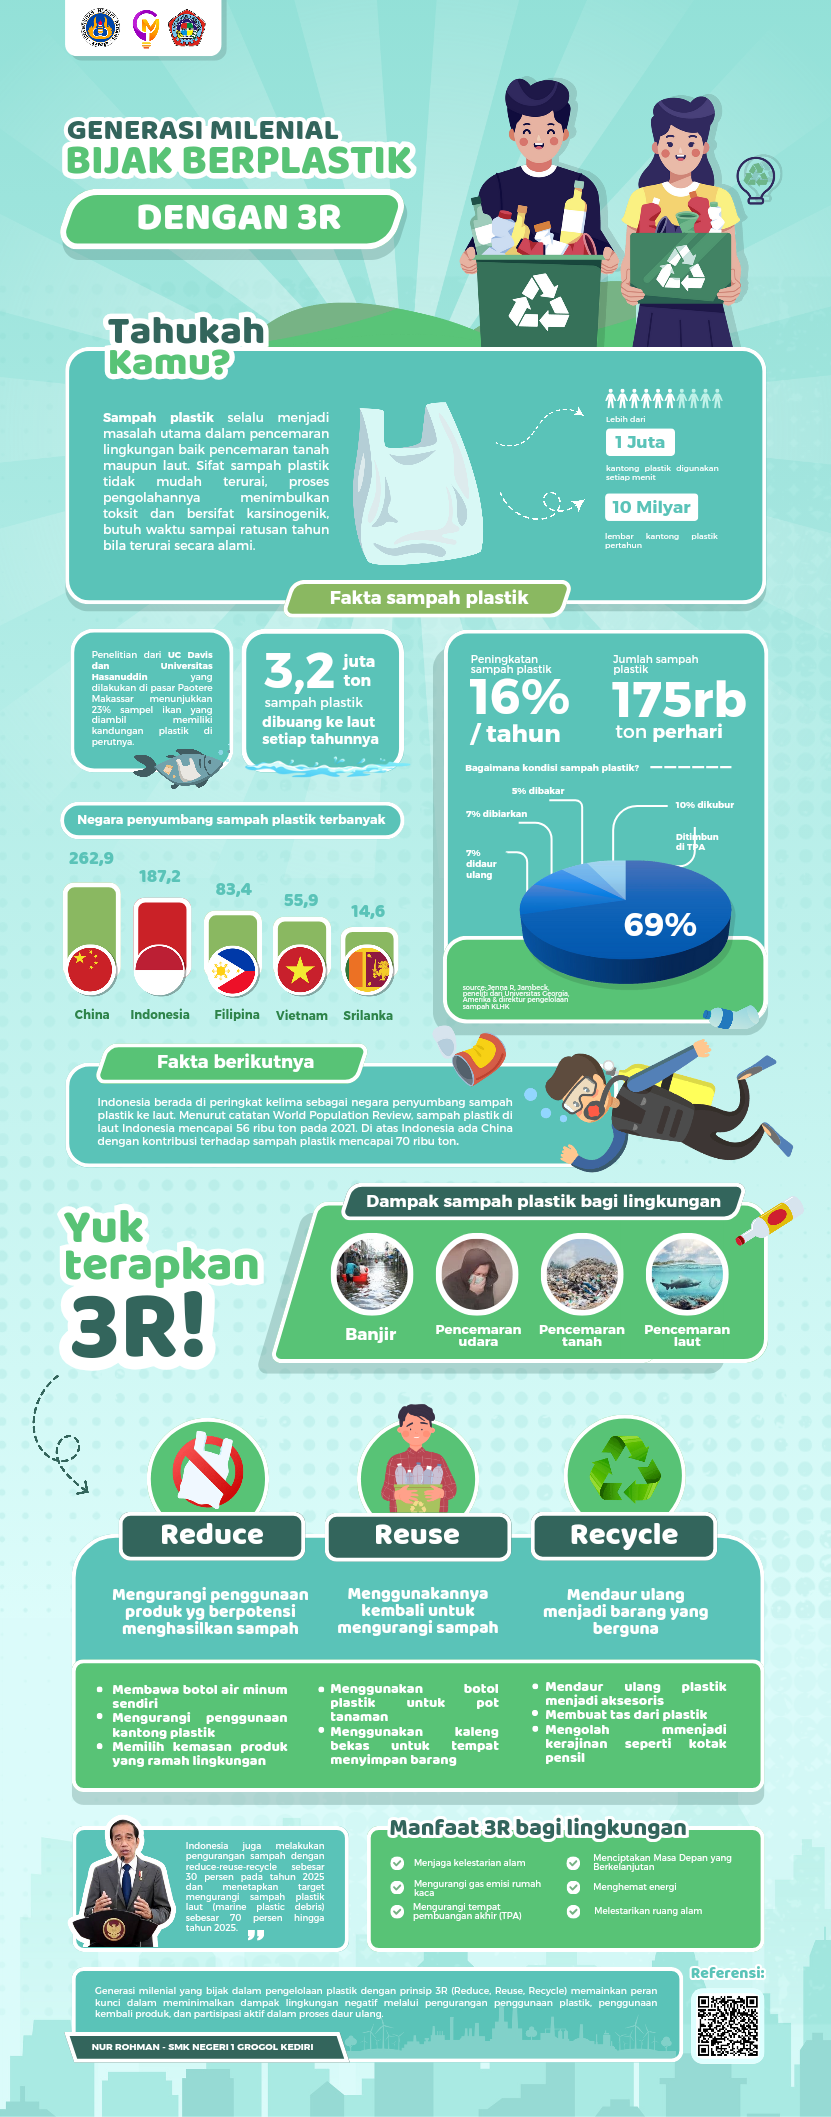 GENERASI MILENIAL
BIJAK BERPLASTIK
DENGAN 3R
Tahukah
Kamu?
Sampah plastik selalu menjadi
masalah utama dalam pencemaran
lingkungan baik pencemaran tanah
maupun laut. Sifat sampah plastik
tidak mudah terurai, proses
pengolahannya menimbulkan
toksit dan bersifat karsinogenik,
butuh waktu sampai ratusan tahun
bila terurai secara alami.
Lebih dari
1 Juta
kantong plastik digunakan
setiap menit
10 Milyar
lembar kantong plastik
pertahun
Fakta sampah plastik
Penelitian dari UC Davis
dan Universitas
Hasanuddin yang
dilakukan di pasar Paotere
Makassar menunjukkan
23% sampel ikan yang
diambil memiliki
kandungan plastik di
perutnya.
3,2 juta
ton
sampah plastik
dibuang ke laut
setiap tahunnya
Peningkatan
sampah plastik
16%
/ tahun
Jumlah sampah
plastik
175rb
ton perhari
Bagaimana kondisi sampah plastik?
5% dibakar
10% dikubur
7% dibiarkan
Ditimbun
di TPA
7%
didaur
ulang
69%
source: Jenna R, Jambeck,
peneliti dari Universitas Georgia,
Amerika & direktur pengelolaan
sampah KLHK
Negara penyumbang sampah plastik terbanyak
262,9
187,2
83,4
55,9
14,6
China
Indonesia
Filipina
Vietnam
Srilanka
Fakta berikutnya
Indonesia berada di peringkat kelima sebagai negara penyumbang sampah
plastik ke laut. Menurut catatan World Population Review, sampah plastik di
laut Indonesia mencapai 56 ribu ton pada 2021. Di atas Indonesia ada China
dengan kontribusi terhadap sampah plastik mencapai 70 ribu ton.
Yuk
terapkan
3R!
Dampak sampah plastik bagi lingkungan
Banjir
Pencemaran
udara
Pencemaran
tanah
Pencemaran
laut
Reduce
Reuse
Recycle
Mengurangi penggunaan
produk yg berpotensi
menghasilkan sampah
Menggunakannya
kembali untuk
mengurangi sampah
Mendaur ulang
menjadi barang yang
berguna
• Membawa botol air minum
sendiri
• Mengurangi penggunaan
kantong plastik
• Memilih kemasan produk
yang ramah lingkungan
• Menggunakan botol
plastik untuk pot
tanaman
• Menggunakan kaleng
bekas untuk tempat
menyimpan barang
• Mendaur ulang plastik
menjadi aksesoris
• Membuat tas dari plastik
• Mengolah mmenjadi
kerajinan seperti kotak
pensil
Indonesia juga melakukan
pengurangan sampah dengan
reduce-reuse-recycle sebesar
30 persen pada tahun 2025
dan menetapkan target
mengurangi sampah plastik
laut (marine plastic debris)
sebesar 70 persen hingga
tahun 2025.
Manfaat 3R bagi lingkungan
Menjaga kelestarian alam
Mengurangi gas emisi rumah
kaca
Mengurangi tempat
pembuangan akhir (TPA)
Menciptakan Masa Depan yang
Berkelanjutan
Menghemat energi
Melestarikan ruang alam
Generasi milenial yang bijak dalam pengelolaan plastik dengan prinsip 3R (Reduce, Reuse, Recycle) memainkan peran
kunci dalam meminimalkan dampak lingkungan negatif melalui pengurangan penggunaan plastik, penggunaan
kembali produk, dan partisipasi aktif dalam proses daur ulang.
NUR ROHMAN - SMK NEGERI 1 GROGOL KEDIRI
Referensi: